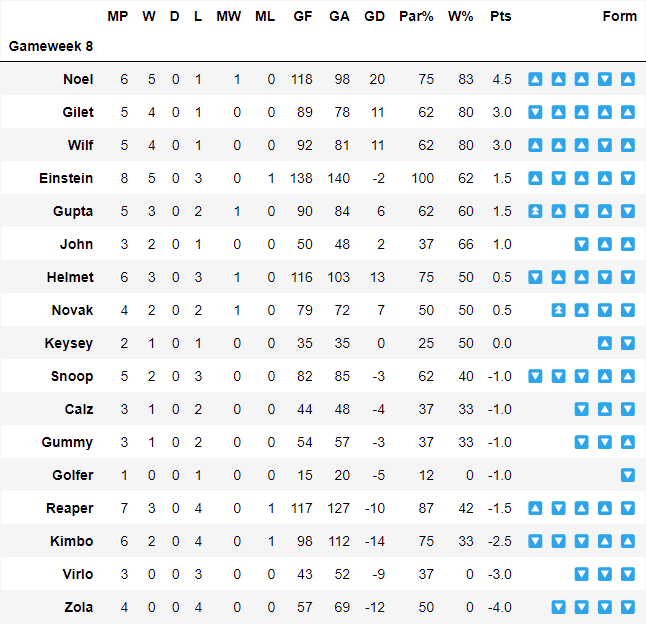 MP W D L MW ML GF GA GD Par% W% Pts Form
Gameweek 8
Noel 6 5 0 1 1 0 118 98 20 75 83 4.5 🔼 🔼 🔼 🔽 🔼
Gilet 5 4 0 1 0 0 89 78 11 62 80 3.0 🔽 🔼 🔼 🔼 🔼
Wilf 5 4 0 1 0 0 92 81 11 62 80 3.0 🔼 🔼 🔼 🔽 🔼
Einstein 8 5 0 3 0 1 138 140 -2 100 62 1.5 🔼 🔽 🔼 🔼 🔽
Gupta 5 3 0 2 1 0 90 84 6 62 60 1.5 ⏫ 🔼 🔽 🔼 🔽
John 3 2 0 1 0 0 50 48 2 37 66 1.0 🔽 🔼 🔼
Helmet 6 3 0 3 1 0 116 103 13 75 50 0.5 🔽 🔼 🔼 🔽 🔽
Novak 4 2 0 2 1 0 79 72 7 50 50 0.5 ⏫ 🔼 🔽 🔽
Keysey 2 1 0 1 0 0 35 35 0 25 50 0.0 🔼 🔽
Snoop 5 2 0 3 0 0 82 85 -3 62 40 -1.0 🔽 🔽 🔽 🔼 🔼
Calz 3 1 0 2 0 0 44 48 -4 37 33 -1.0 🔽 🔼 🔽
Gummy 3 1 0 2 0 0 54 57 -3 37 33 -1.0 🔽 🔽 🔼
Golfer 1 0 0 1 0 0 15 20 -5 12 0 -1.0 🔽
Reaper 7 3 0 4 0 1 117 127 -10 87 42 -1.5 🔼 🔽 🔼 🔼 🔽
Kimbo 6 2 0 4 0 1 98 112 -14 75 33 -2.5 🔽 🔽 🔽 🔼 🔼
Virlo 3 0 0 3 0 0 43 52 -9 37 0 -3.0 🔽 🔽 🔽
Zola 4 0 0 4 0 0 57 69 -12 50 0 -4.0 🔽 🔽 🔽 🔽